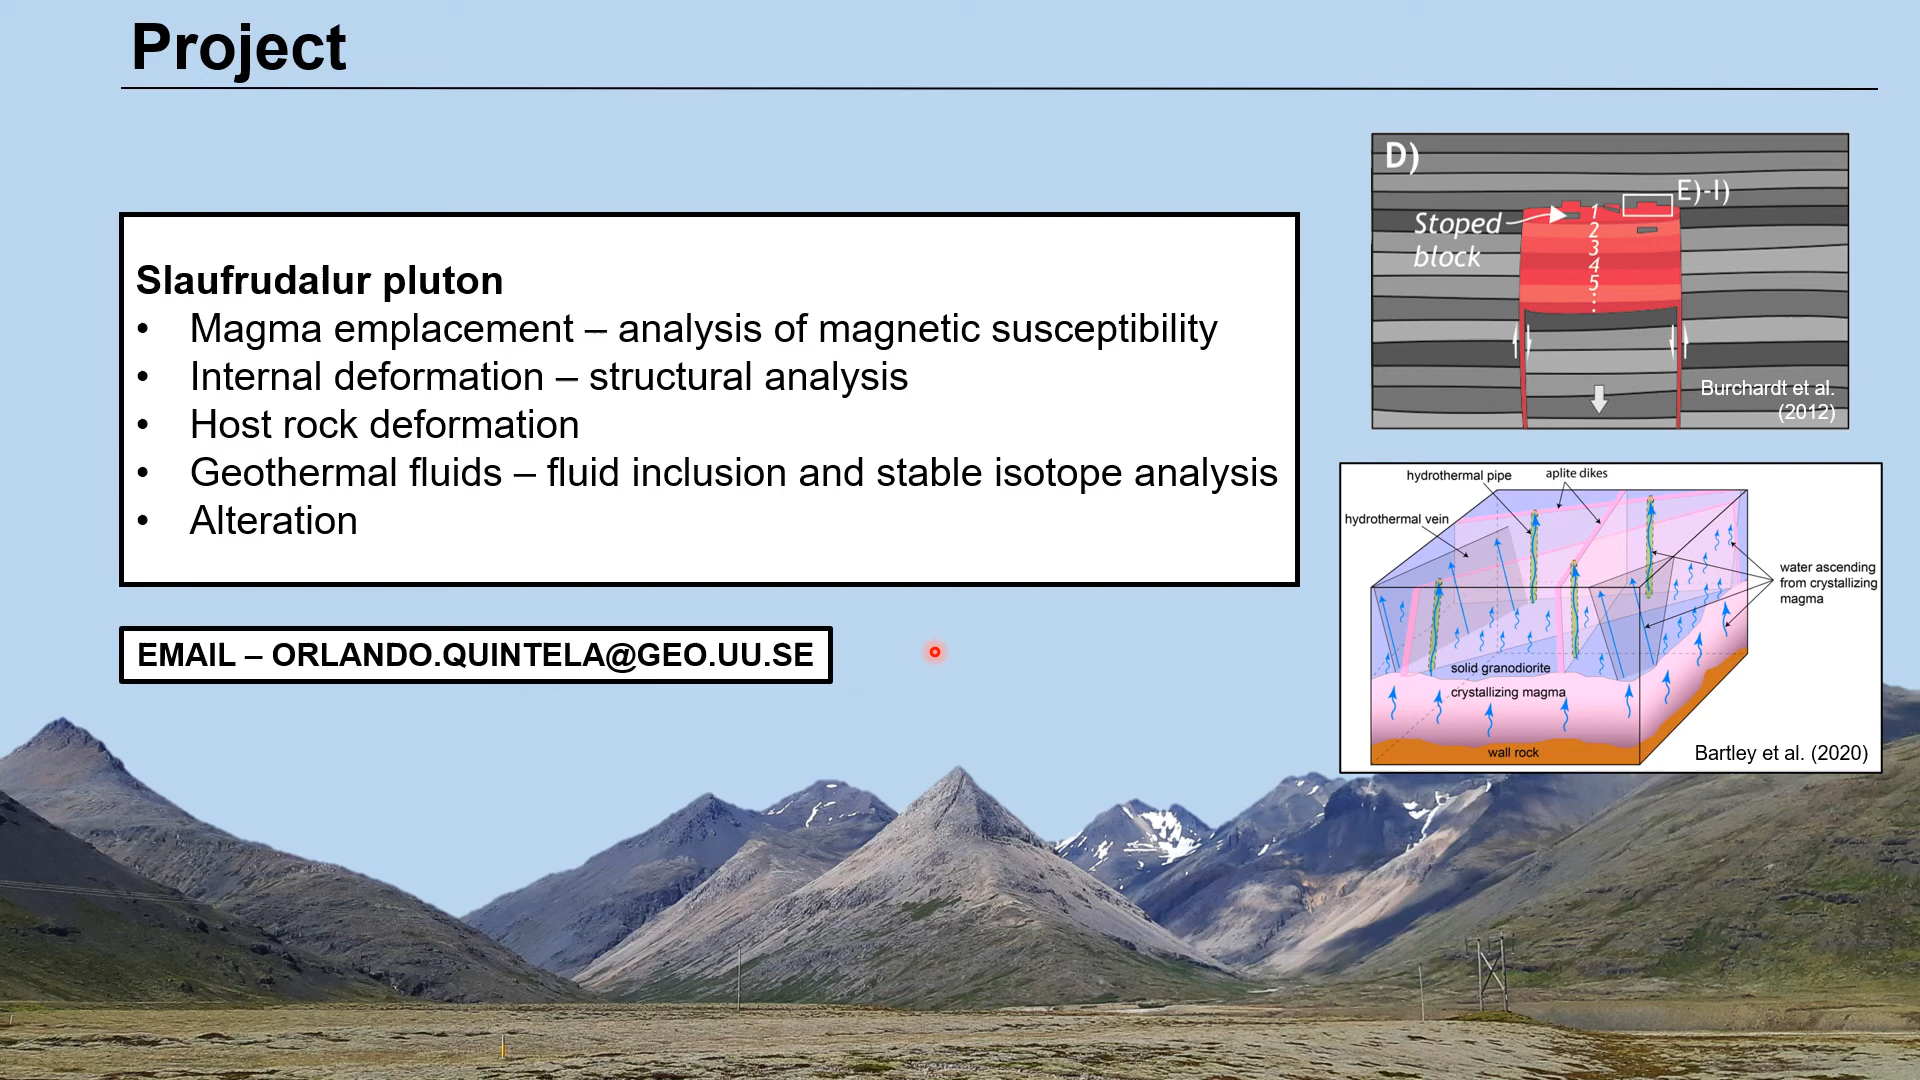 Project
Slaufrudalur pluton
• Magma emplacement – analysis of magnetic susceptibility
• Internal deformation – structural analysis
• Host rock deformation
• Geothermal fluids – fluid inclusion and stable isotope analysis
• Alteration
EMAIL – ORLANDO.QUINTELA@GEO.UU.SE
D)
E)-I)
Stoped
block
1
2
3
4
5
Burchardt et al.
(2012)
hydrothermal pipe
aplite dikes
hydrothermal vein
water ascending
from crystallizing
magma
solid granodiorite
crystallizing magma
wall rock
Bartley et al. (2020)